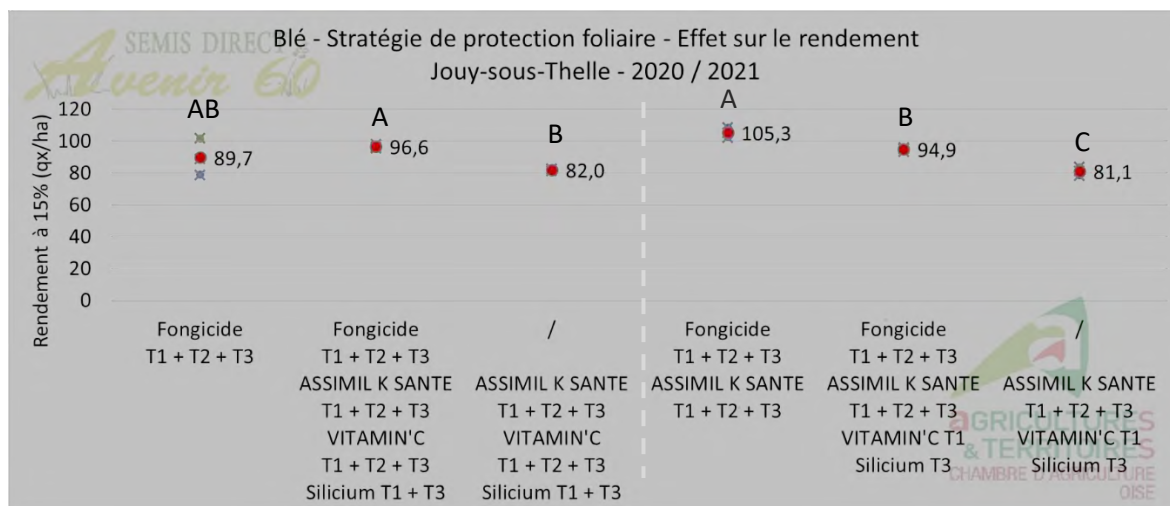 SEMIS DIRECT &
Avenir 60
Blé - Stratégie de protection foliaire - Effet sur le rendement
Jouy-sous-Thelle - 2020 / 2021
Rendement à 15% (qx/ha)
120
100
80
60
40
20
0
AB
89,7
A
96,6
B
82,0
A
105,3
B
94,9
C
81,1
Fongicide
T1 + T2 + T3
Fongicide
T1 + T2 + T3
ASSIMIL K SANTE
T1 + T2 + T3
VITAMIN'C
T1 + T2 + T3
Silicium T1 + T3
/
ASSIMIL K SANTE
T1 + T2 + T3
VITAMIN'C
T1 + T2 + T3
Silicium T1 + T3
Fongicide
T1 + T2 + T3
ASSIMIL K SANTE
T1 + T2 + T3
Fongicide
T1 + T2 + T3
ASSIMIL K SANTE
T1 + T2 + T3
VITAMIN'C T1
Silicium T3
/
ASSIMIL K SANTE
T1 + T2 + T3
VITAMIN'C T1
Silicium T3
aGRICULTURES
& TERRITOIRES
CHAMBRE D'AGRICULTURE
OISE